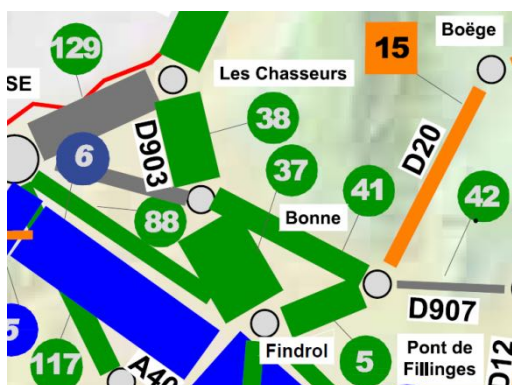 Boëge
129
15
SE
Les Chasseurs
38
6
D903
D20
37
41
42
88
Bonne
D907
5
Findrol
Pont de
Fillinges
5
117
A40
D12